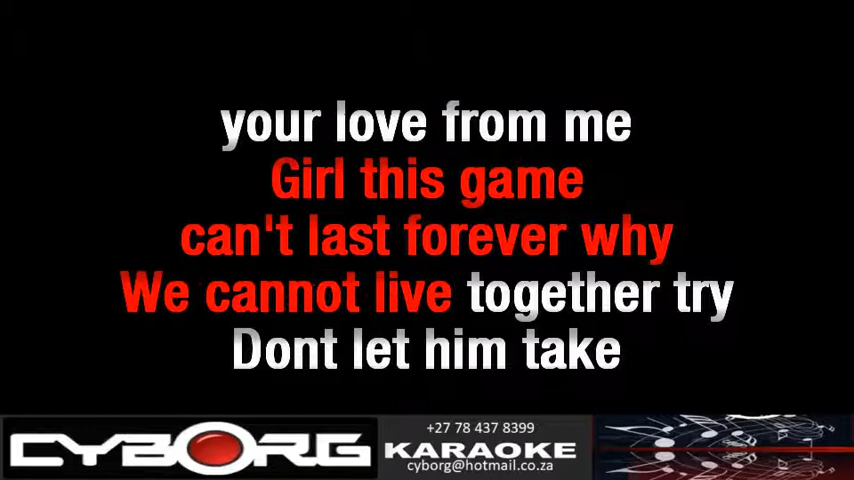 your love from me
Girl this game
can't last forever why
We cannot live together try
Dont let him take
CYBORG
+27 78 437 8399
KARAOKE
cyborg@hotmail.co.za